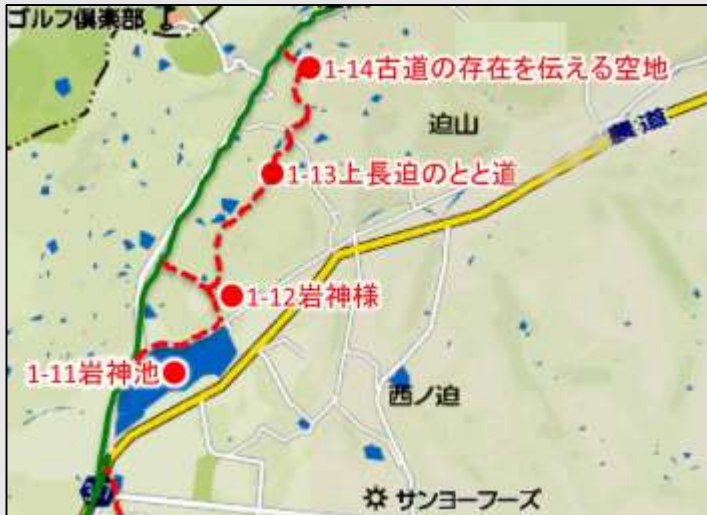 ゴルフ倶楽部
1-14古道の存在を伝える空地
迫山
農道
1-13上長迫のとと道
1-12岩神様
1-11岩神池
西ノ迫
サンヨーフーズ